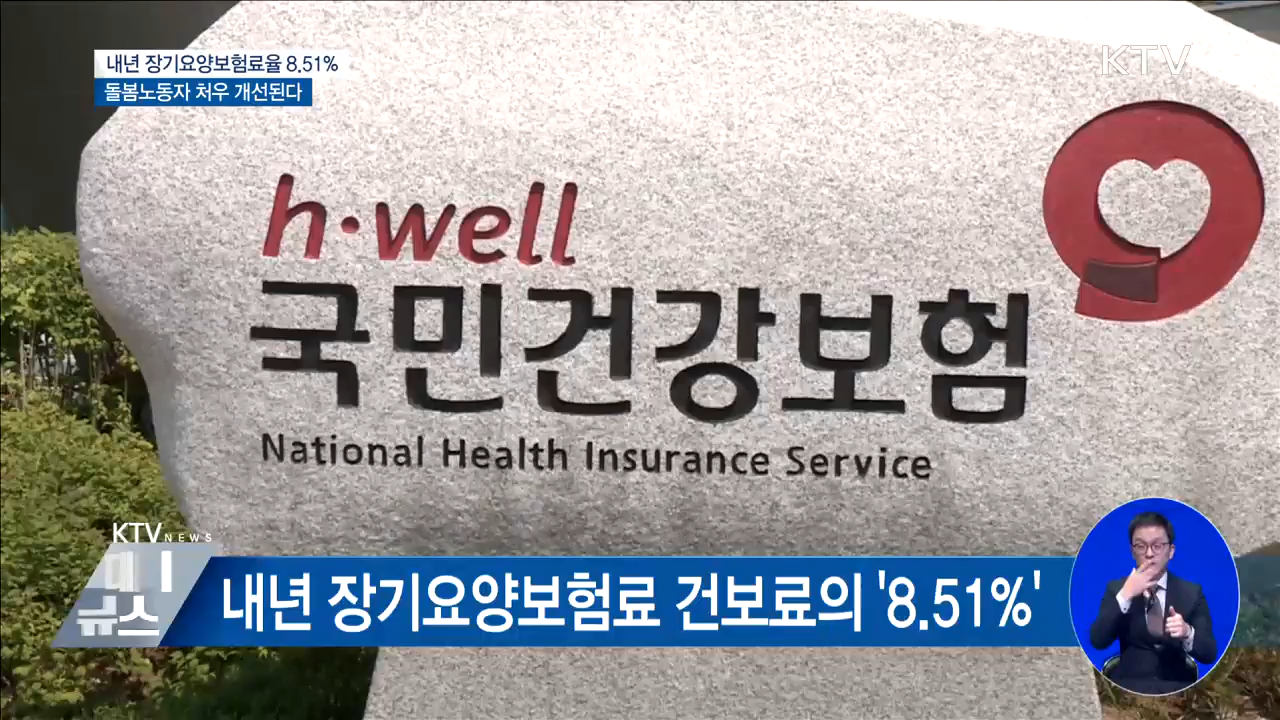 내년 장기요양보험료율 8.51%
돌봄노동자 처우 개선된다
KTV
h·well
국민건강보험
National Health Insurance Service
KTV NEWS
뉴스
내년 장기요양보험료 건보료의 '8.51%'